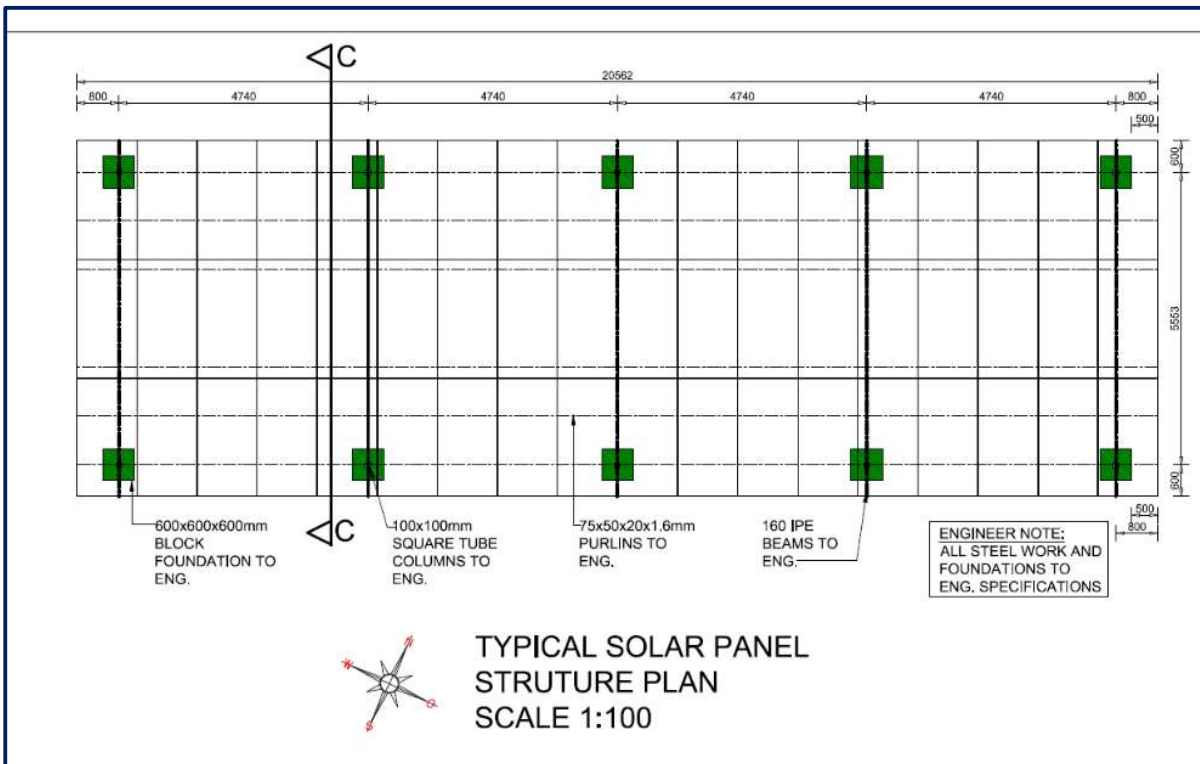 C
20562
800
4740
4740
4740
4740
800
500
600
5553
600
500
800
C
600x600x600mm
BLOCK
FOUNDATION TO
ENG.
100x100mm
SQUARE TUBE
COLUMNS TO
ENG.
75x50x20x1,6mm
PURLINS TO
ENG.
160 IPE
BEAMS TO
ENG.
ENGINEER NOTE:
ALL STEEL WORK AND
FOUNDATIONS TO
ENG. SPECIFICATIONS
N
W
O
S
TYPICAL SOLAR PANEL
STRUTURE PLAN
SCALE 1:100